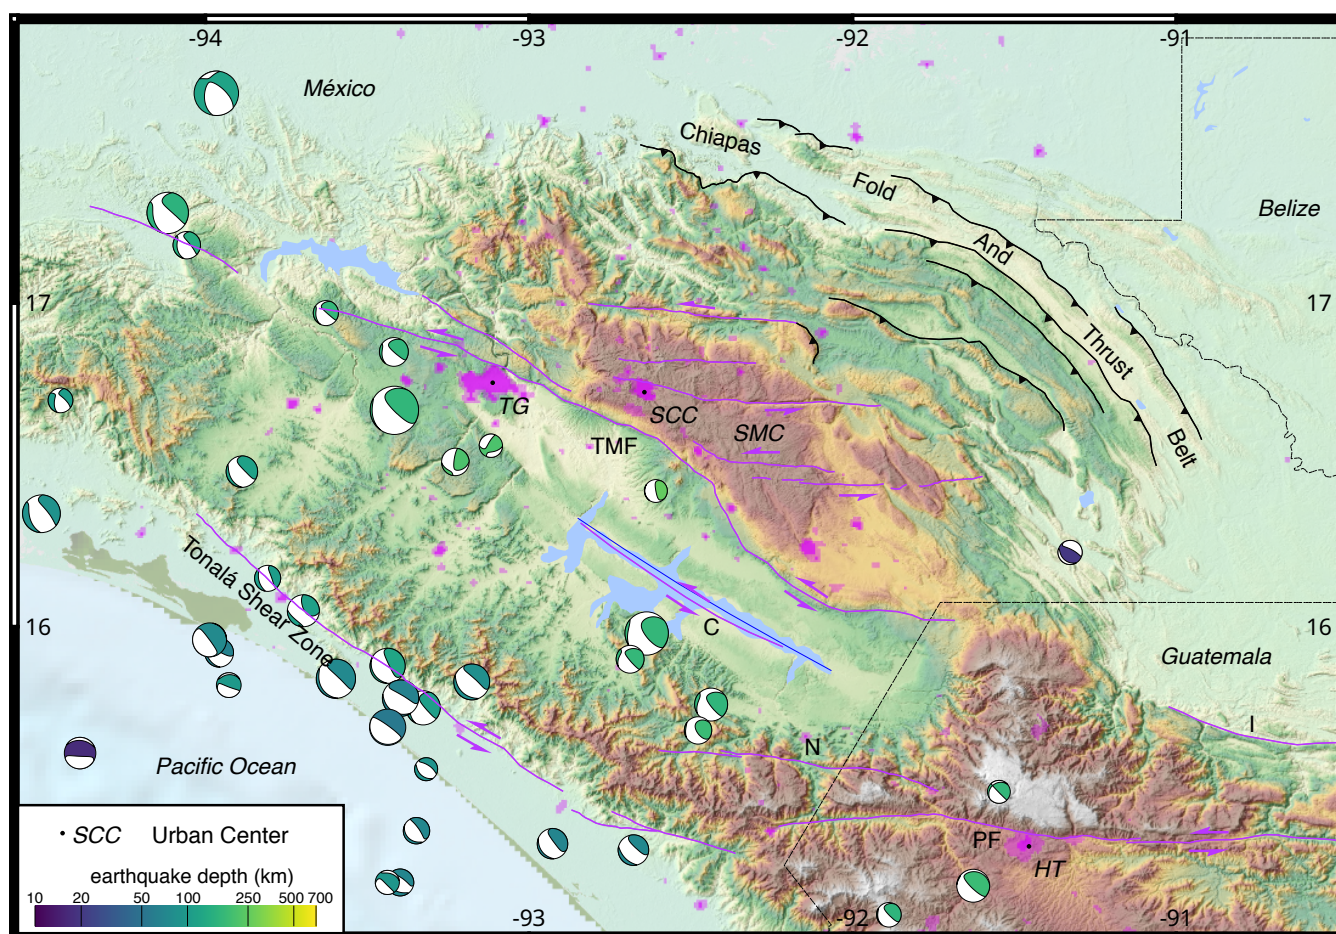 -94
-93
-92
-91
México
Chiapas
Fold
And
Thrust
Belt
Belize
17
17
TG
SCC
SMC
TMF
Tonalá Shear Zone
C
16
16
Guatemala
I
N
Pacific Ocean
PF
HT
SCC Urban Center
earthquake depth (km)
10 20 50 100 250 500 700
-93
-92
-91